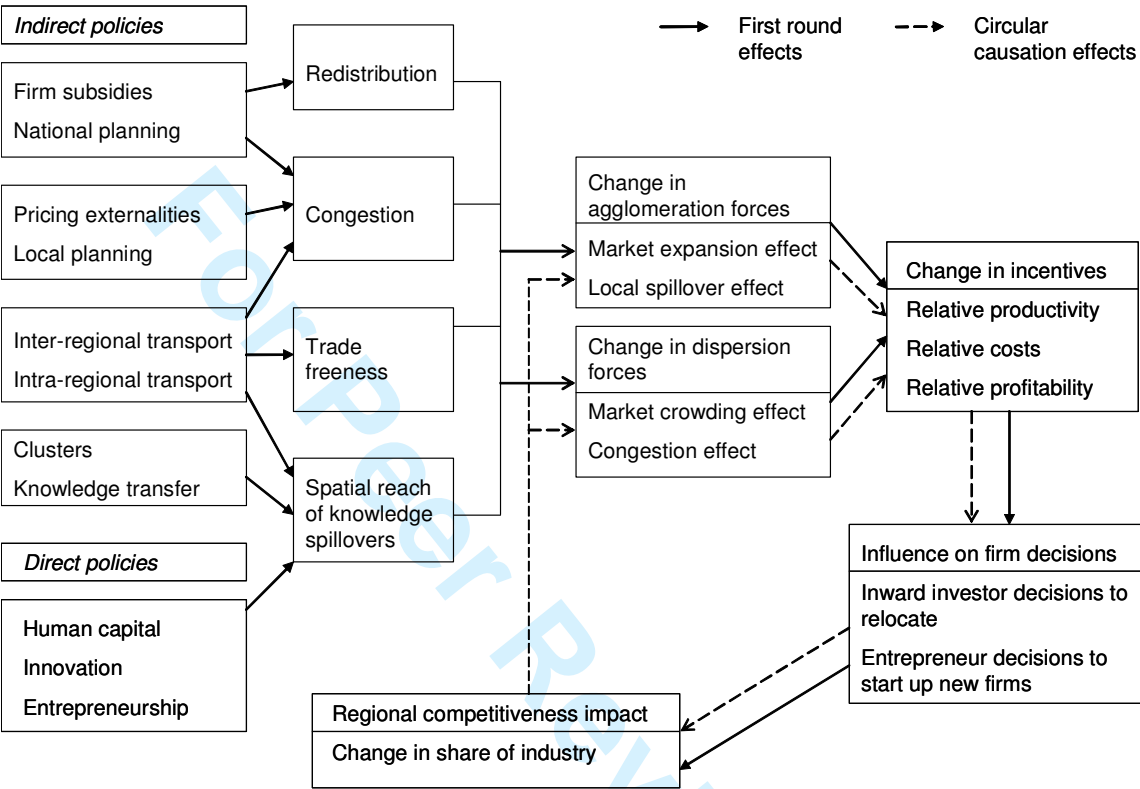 Indirect policies
First round
effects
Circular
causation effects
Firm subsidies
National planning
Redistribution
Pricing externalities
Local planning
Congestion
Inter-regional transport
Intra-regional transport
Trade
freeness
Clusters
Knowledge transfer
Spatial reach
of knowledge
spillovers
Direct policies
Human capital
Innovation
Entrepreneurship
Change in
agglomeration forces
Market expansion effect
Local spillover effect
Change in dispersion
forces
Market crowding effect
Congestion effect
Change in incentives
Relative productivity
Relative costs
Relative profitability
Influence on firm decisions
Inward investor decisions to
relocate
Entrepreneur decisions to
start up new firms
Regional competitiveness impact
Change in share of industry
For Peer Revi